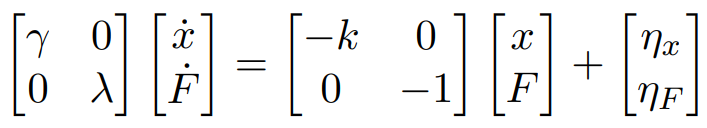 [γ 0; 0 λ] [ẋ; Ḟ] = [−k 0; 0 −1] [x; F] + [η_x; η_F]